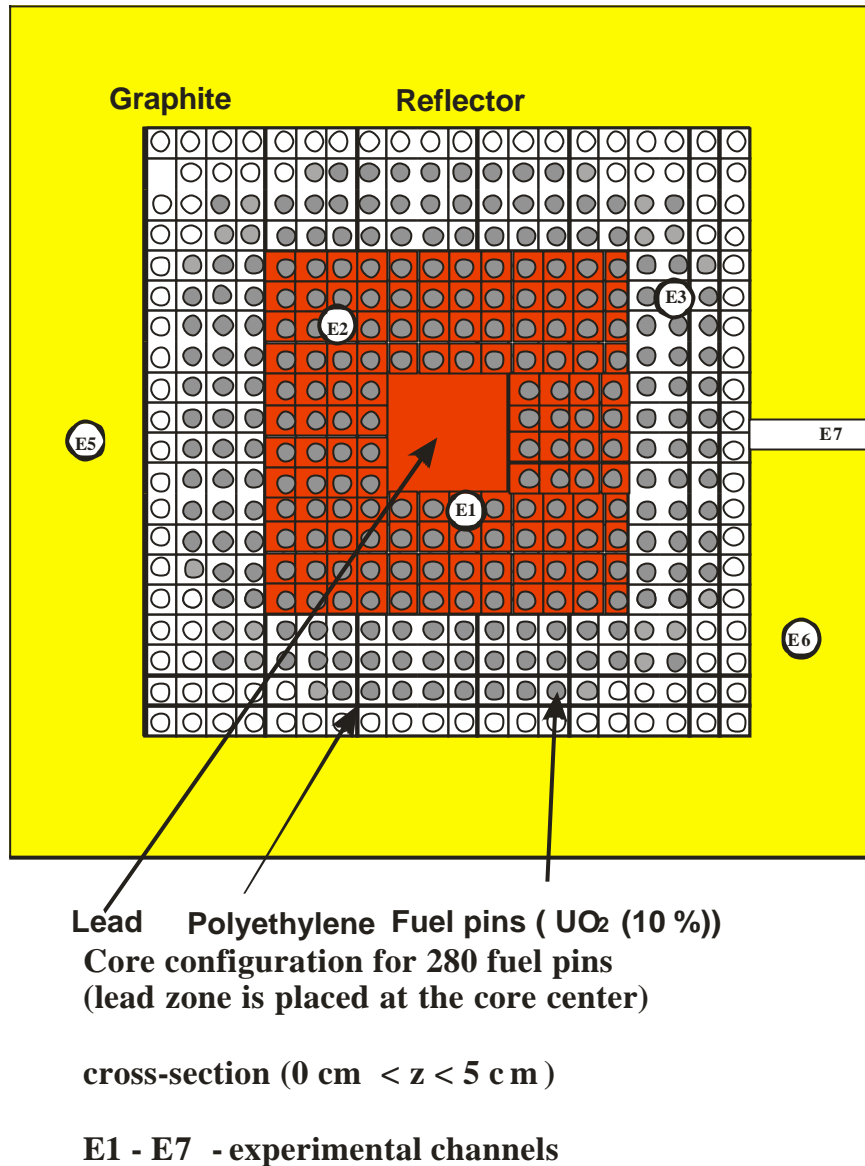 Graphite Reflector
E3
E2
E5
E7
E1
E6
Lead Polyethylene Fuel pins ( UO2 (10 %))
Core configuration for 280 fuel pins
(lead zone is placed at the core center)
cross-section (0 cm < z < 5 c m )
E1 - E7 - experimental channels